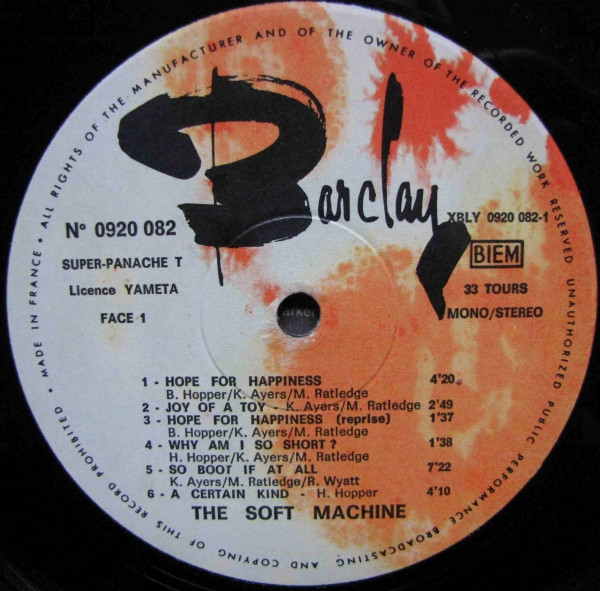 • MADE IN FRANCE • ALL RIGHTS OF THE MANUFACTURER AND OF THE OWNER OF THE RECORDED WORK RESERVED UNAUTHORIZED PUBLIC PERFORMANCE BROADCASTING AND COPYING OF THIS RECORD PROHIBITED
Barclay
N° 0920 082
XBLY 0920 082-1
SUPER-PANACHE T
BIEM
Licence YAMETA
33 TOURS
FACE 1
MONO/STEREO
arkel
1 - HOPE FOR HAPPINESS 4'20
B. Hopper/K. Ayers/M. Ratledge
2 - JOY OF A TOY - K. Ayers/M. Ratledge 2'49
3 - HOPE FOR HAPPINESS (reprise) 1'37
B. Hopper/K. Ayers/M. Ratledge
4 - WHY AM I SO SHORT ? 1'38
H. Hopper/K. Ayers/M. Ratledge
5 - SO BOOT IF AT ALL 7'22
K. Ayers/M. Ratledge/R. Wyatt
6 - A CERTAIN KIND - H. Hopper 4'10
THE SOFT MACHINE